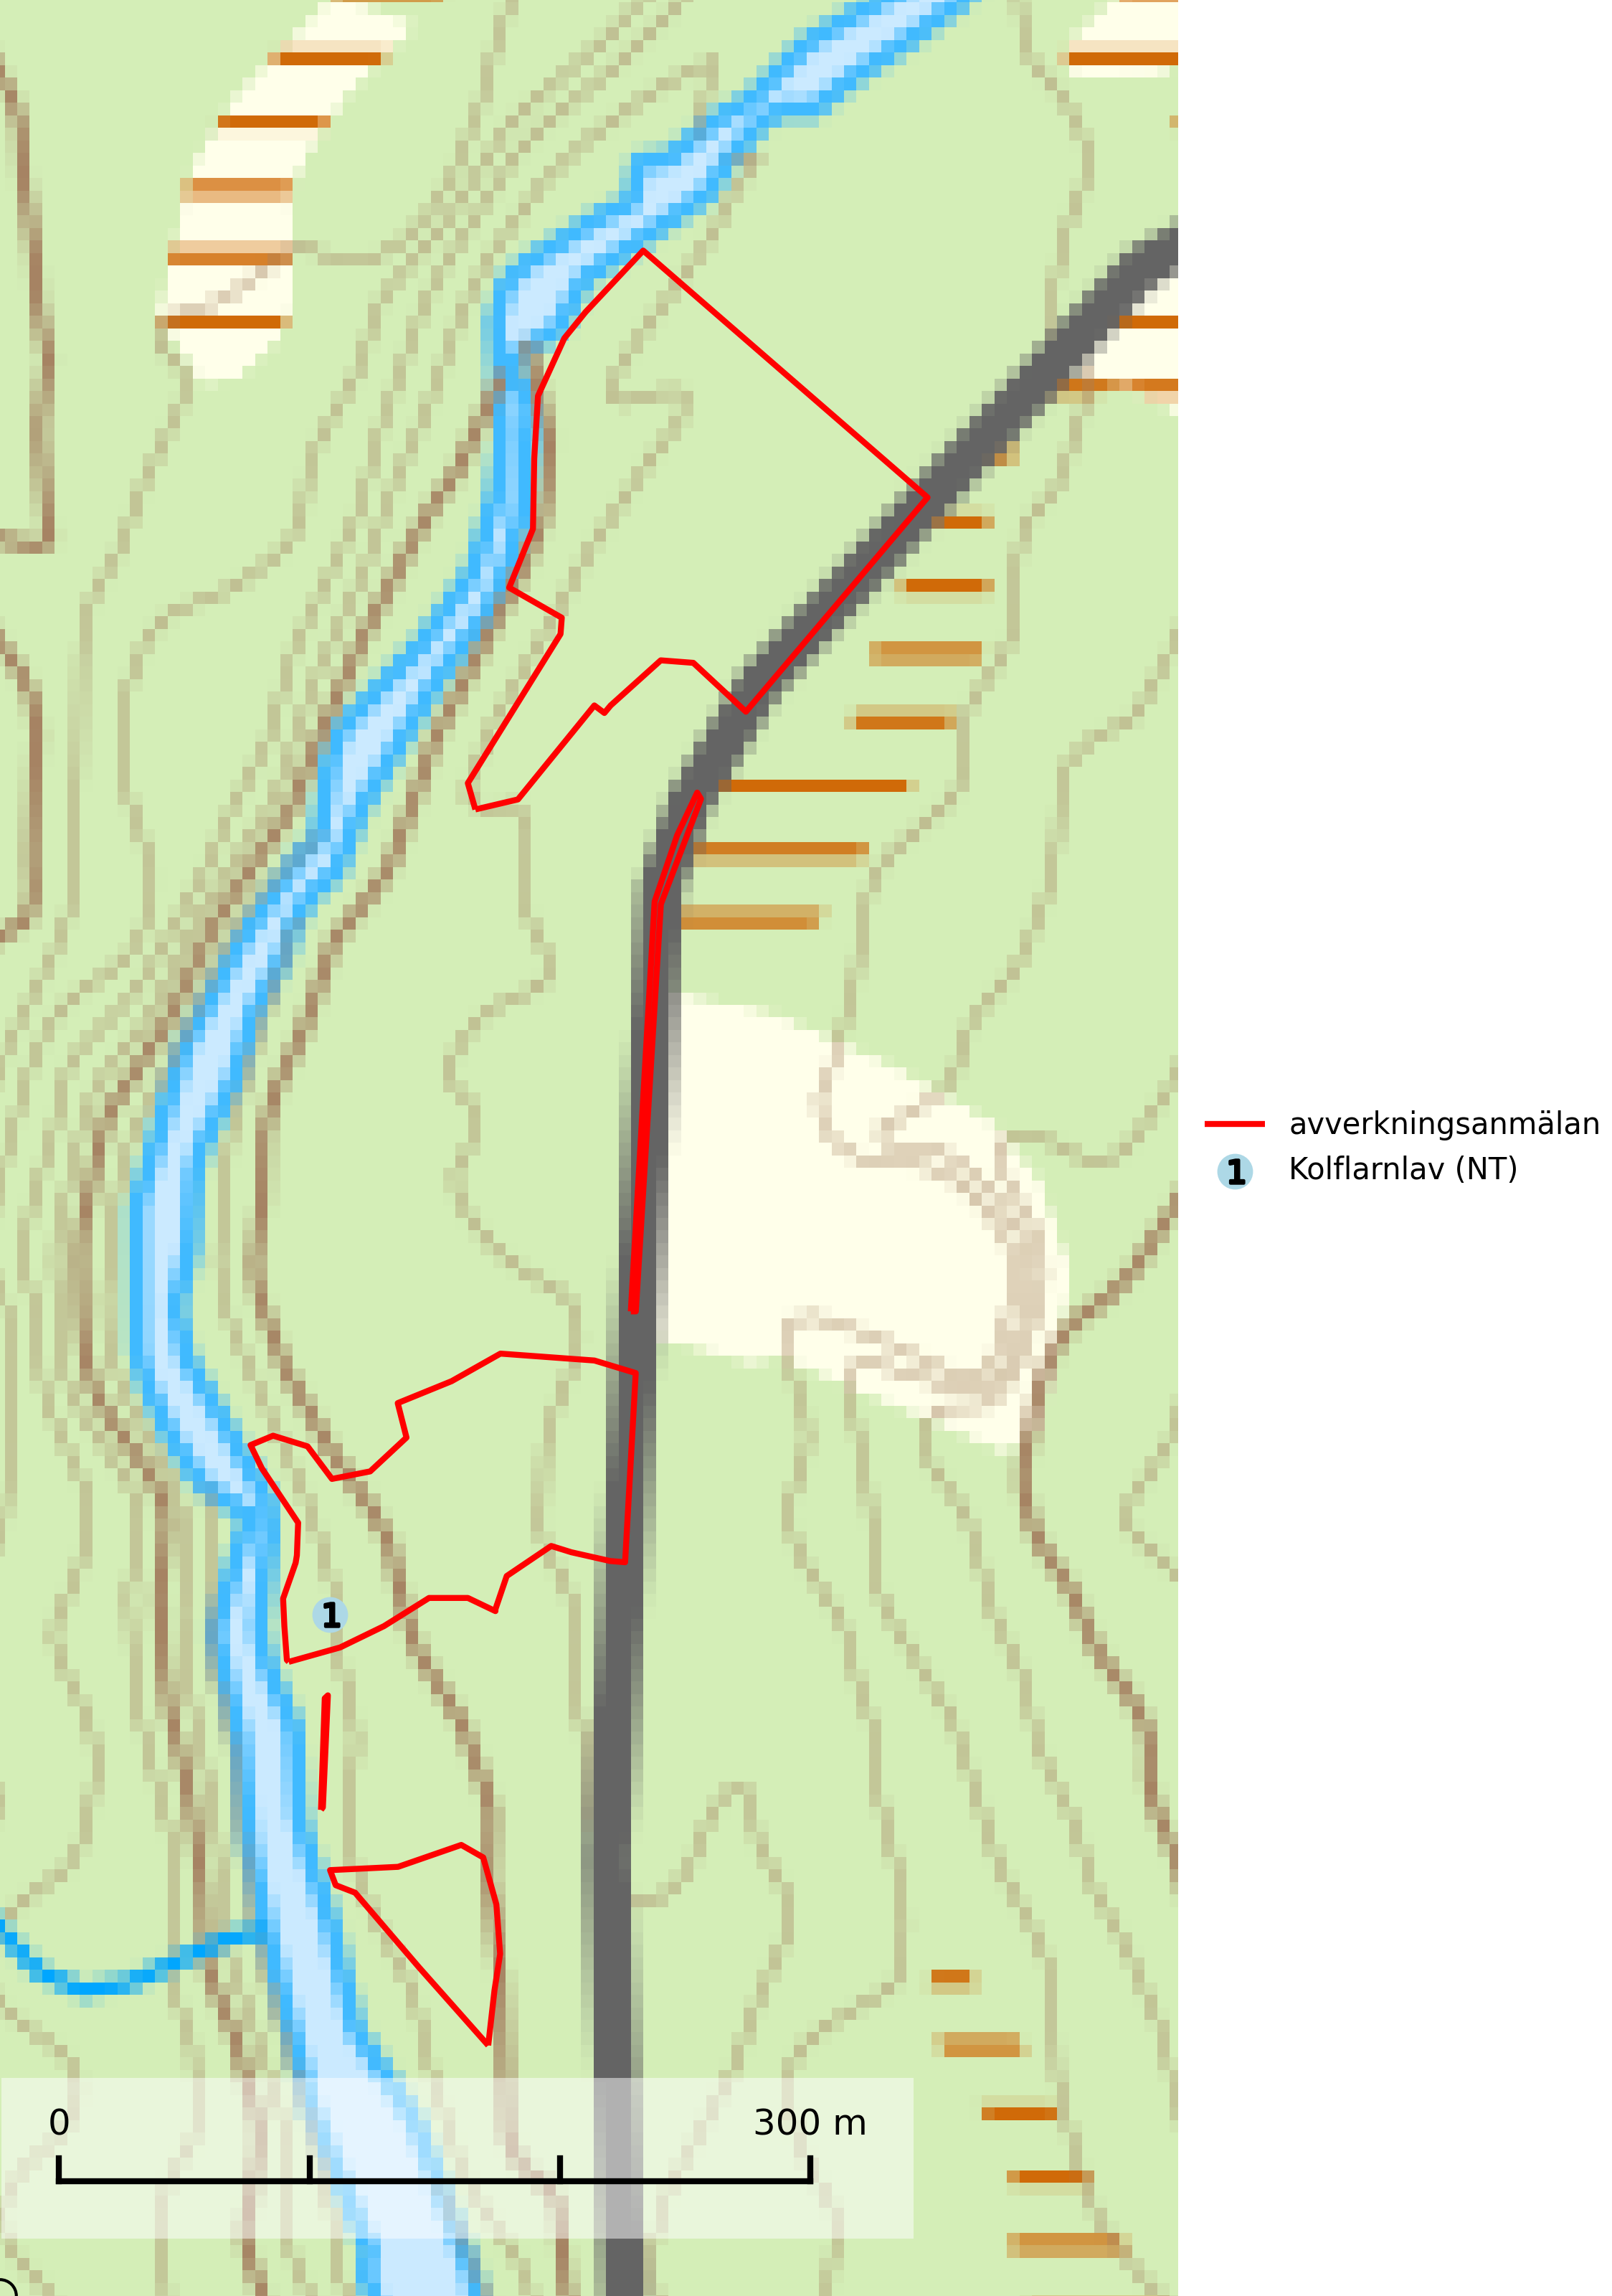 avverkningsanmälan
1 Kolflarnlav (NT)
1
0 300 m